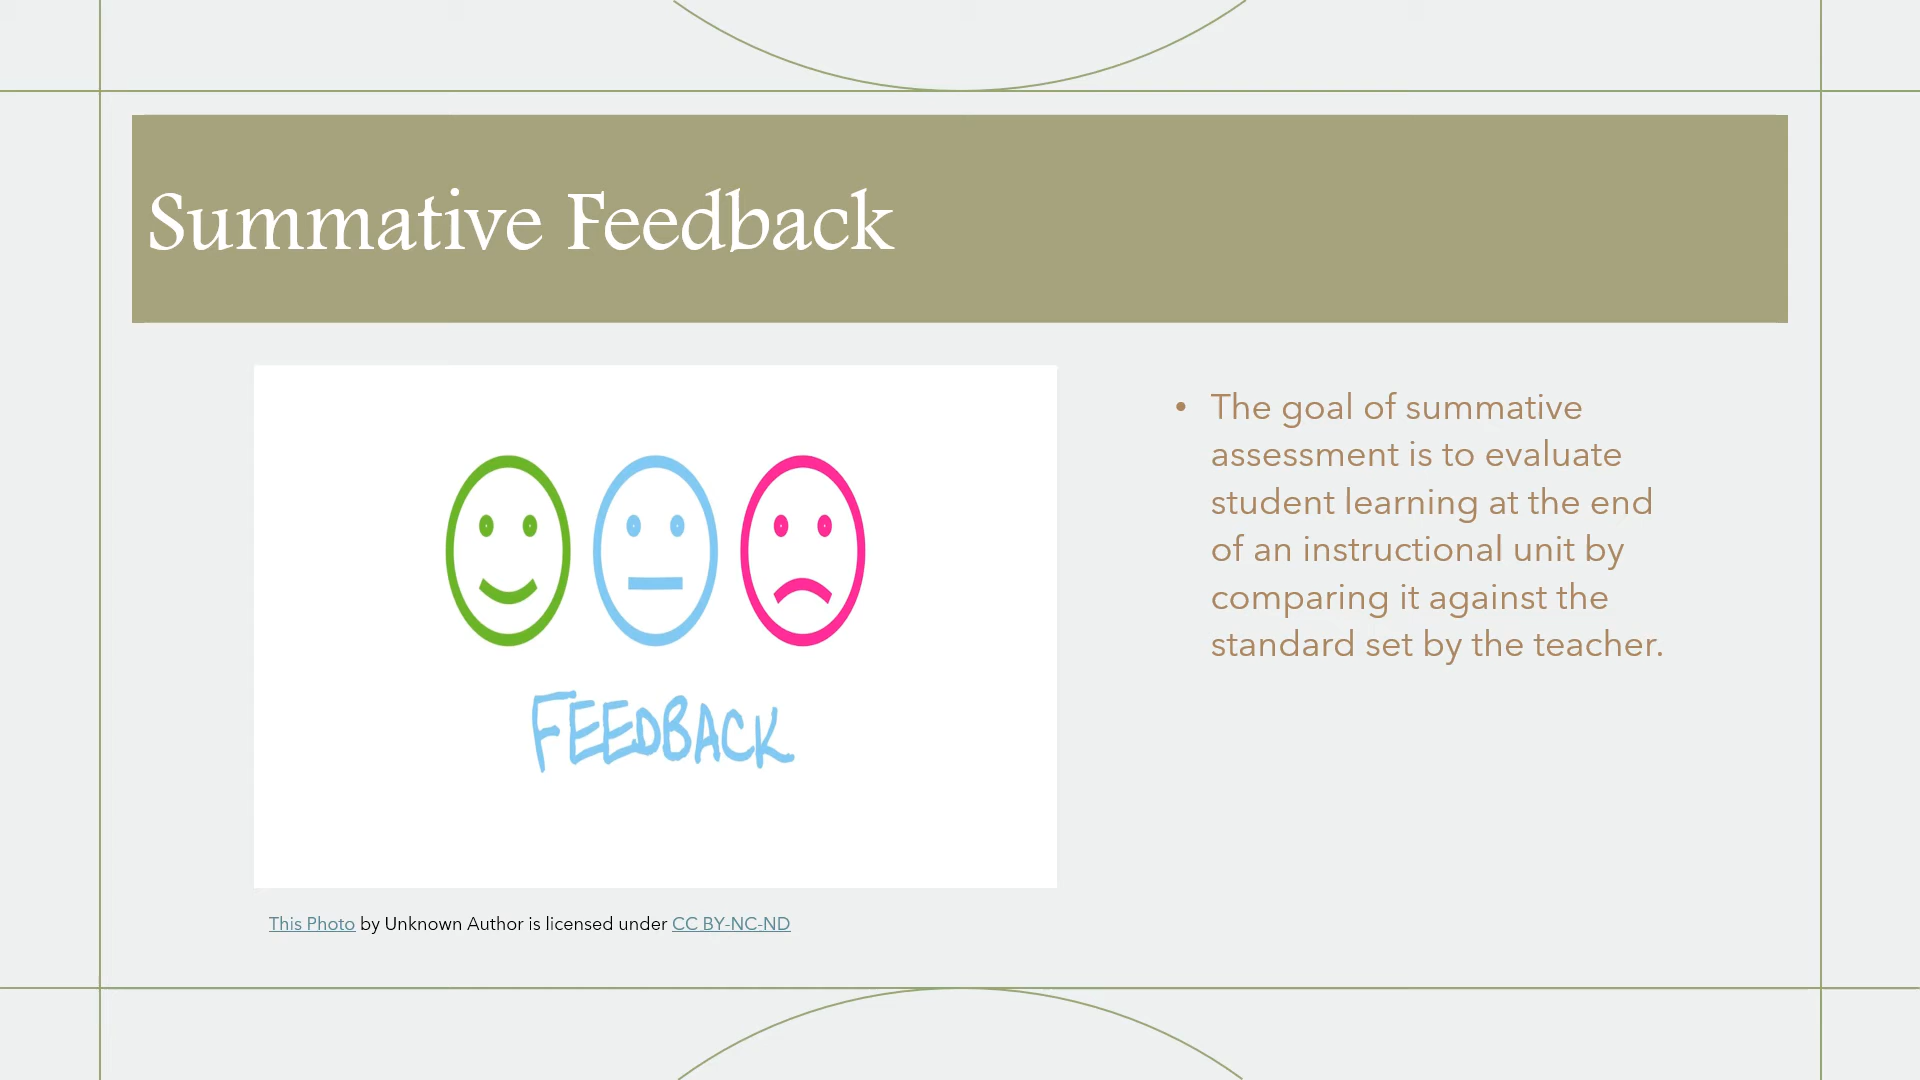 Summative Feedback
FEEDBACK
This Photo by Unknown Author is licensed under CC BY-NC-ND
• The goal of summative
assessment is to evaluate
student learning at the end
of an instructional unit by
comparing it against the
standard set by the teacher.